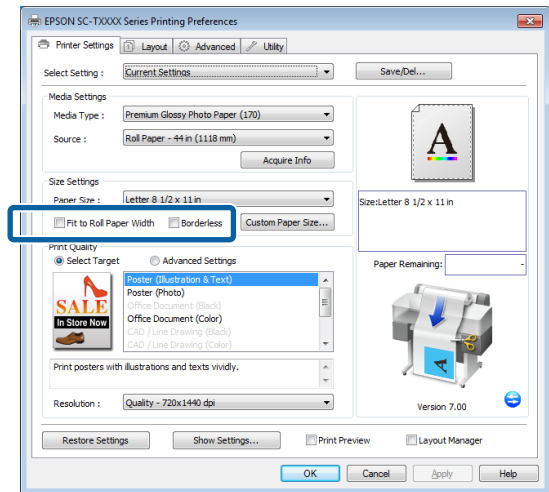 EPSON SC-TXXXX Series Printing Preferences
Printer Settings Layout Advanced Utility
Select Setting : Current Settings Save/Del...
Media Settings
Media Type : Premium Glossy Photo Paper (170)
Source : Roll Paper - 44 in (1118 mm)
Acquire Info
A
Size Settings
Paper Size : Letter 8 1/2 x 11 in
Size:Letter 8 1/2 x 11 in
Fit to Roll Paper Width Borderless Custom Paper Size...
Print Quality
Select Target Advanced Settings
Paper Remaining: -
SALE
In Store Now
Poster (Illustration & Text)
Poster (Photo)
Office Document (Black)
Office Document (Color)
CAD / Line Drawing (Black)
CAD / Line Drawing (Color)
A
Print posters with illustrations and texts vividly.
Resolution : Quality - 720x1440 dpi
Version 7.00
Restore Settings Show Settings... Print Preview Layout Manager
OK Cancel Apply Help